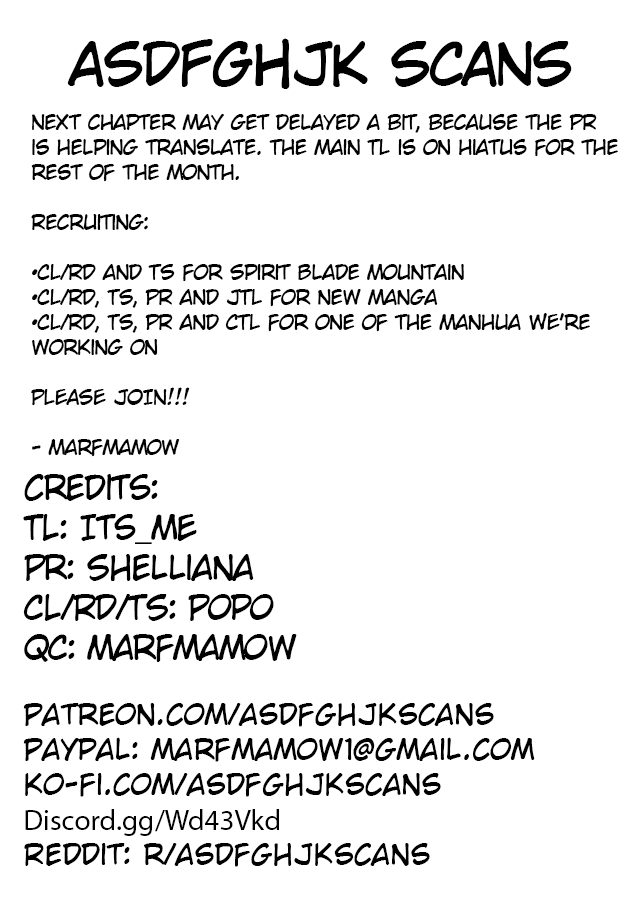 ASDFGHJK SCANS
NEXT CHAPTER MAY GET DELAYED A BIT, BECAUSE THE PR
IS HELPING TRANSLATE. THE MAIN TL IS ON HIATUS FOR THE
REST OF THE MONTH.
RECRUITING:
•CL/RD AND TS FOR SPIRIT BLADE MOUNTAIN
•CL/RD, TS, PR AND JTL FOR NEW MANGA
•CL/RD, TS, PR AND CTL FOR ONE OF THE MANHUA WE'RE
WORKING ON
PLEASE JOIN!!!
- MARFMAMOW
CREDITS:
TL: ITS_ME
PR: SHELLIANA
CL/RD/TS: POPO
QC: MARFMAMOW
PATREON.COM/ASDFGHJKSCANS
PAYPAL: MARFMAMOW1@GMAIL.COM
KO-FI.COM/ASDFGHJKSCANS
Discord.gg/Wd43Vkd
REDDIT: R/ASDFGHJKSCANS